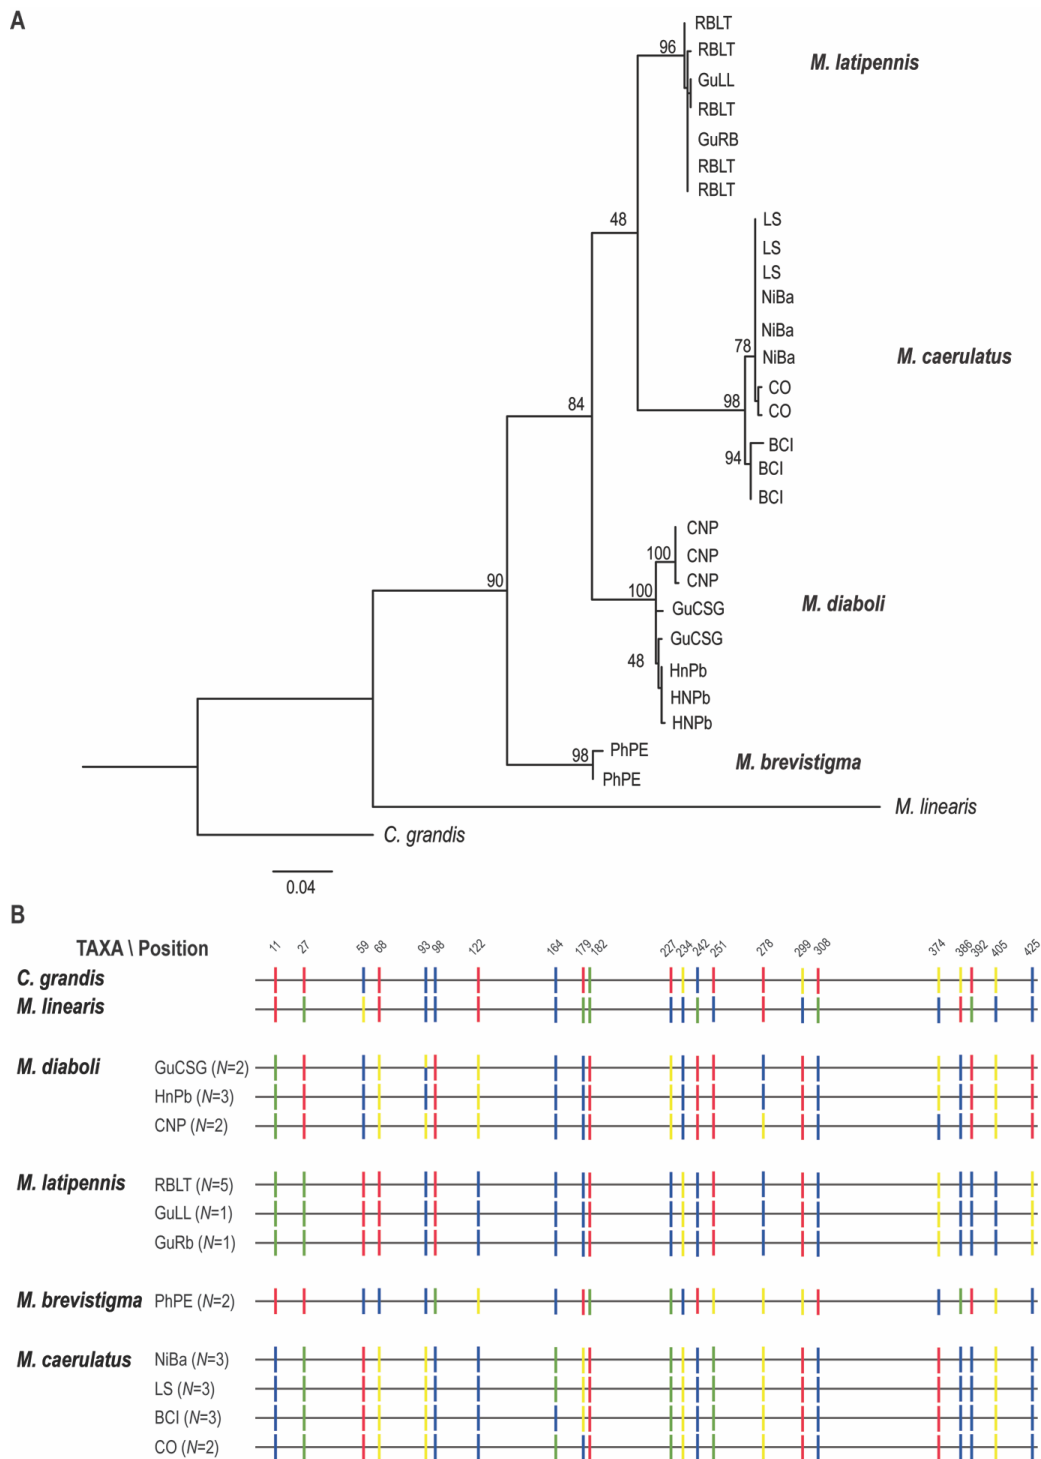 A
RBLT
96
RBLT
M. latipennis
GuLL
RBLT
GuRB
RBLT
RBLT
48
LS
LS
LS
NiBa
NiBa
78
NiBa
M. caerulatus
CO
98
CO
BCI
94
BCI
BCI
84
CNP
100
CNP
CNP
100
M. diaboli
GuCSG
GuCSG
48
HnPb
HNPb
HNPb
90
98
PhPE
M. brevistigma
PhPE
M. linearis
C. grandis
0.04
B
TAXA \ Position 11 27 59 68 93 98 122 164 179 182 227 234 242 251 278 299 308 374 386 392 405 425
C. grandis
M. linearis
M. diaboli GuCSG (N=2)
HnPb (N=3)
CNP (N=2)
M. latipennis RBLT (N=5)
GuLL (N=1)
GuRb (N=1)
M. brevistigma PhPE (N=2)
M. caerulatus NiBa (N=3)
LS (N=3)
BCI (N=3)
CO (N=2)